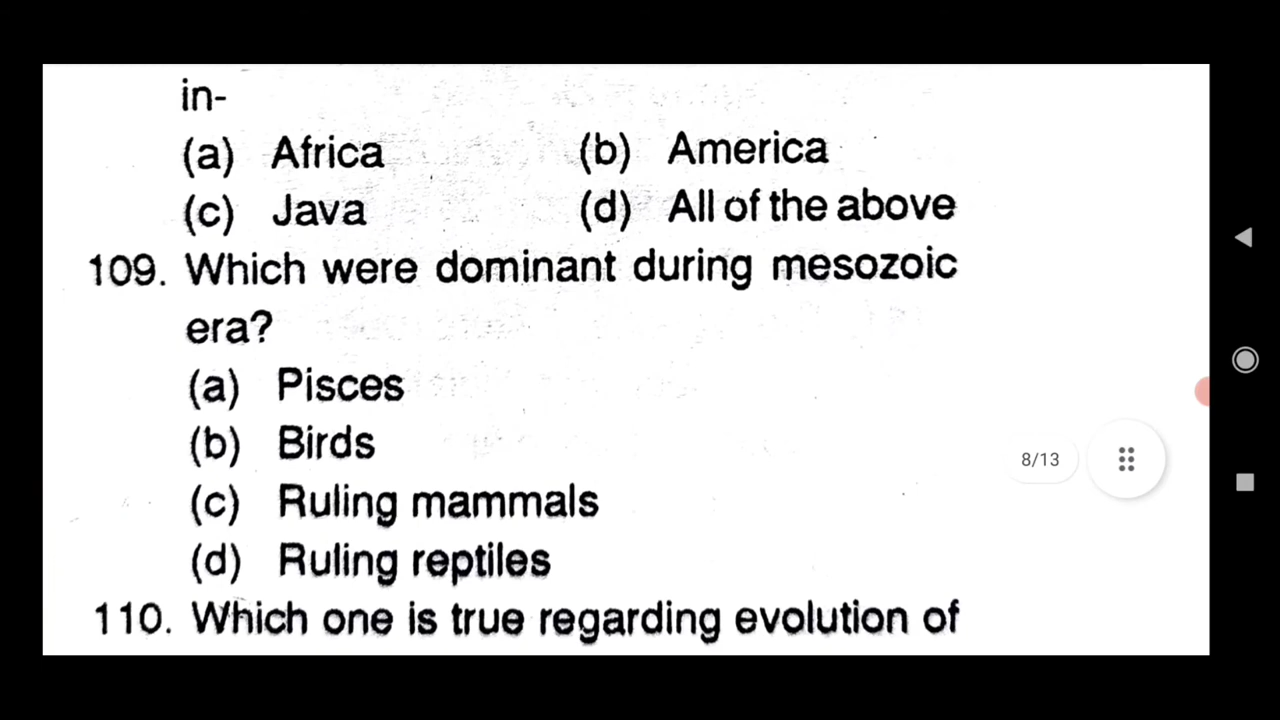 in-
(a) Africa (b) America
(c) Java (d) All of the above
109. Which were dominant during mesozoic
era?
(a) Pisces
(b) Birds
8/13
(c) Ruling mammals
(d) Ruling reptiles
110. Which one is true regarding evolution of